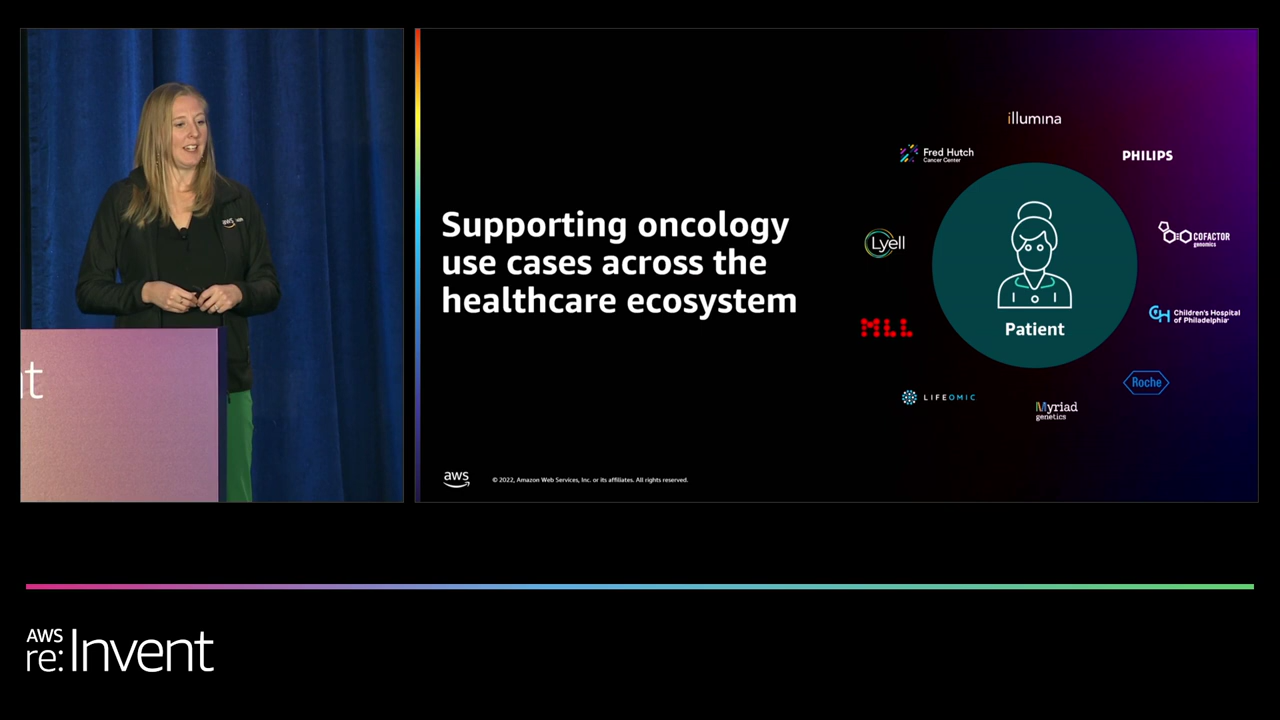 nt
Supporting oncology
use cases across the
healthcare ecosystem
illumina
Fred Hutch
Cancer Center
PHILIPS
Lyell
COFACTOR
genomics
MLL
Children's Hospital
of Philadelphia
Patient
Roche
LIFEOMIC
Myriad
genetics
aws
© 2022, Amazon Web Services, Inc. or its affiliates. All rights reserved.
AWS
re:Invent